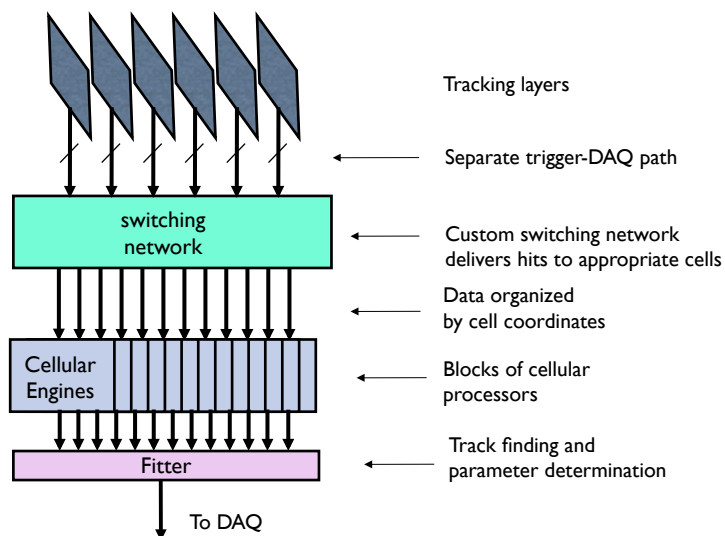 Tracking layers
Separate trigger-DAQ path
switching
network
Custom switching network
delivers hits to appropriate cells
Data organized
by cell coordinates
Cellular
Engines
Blocks of cellular
processors
Fitter
Track finding and
parameter determination
To DAQ